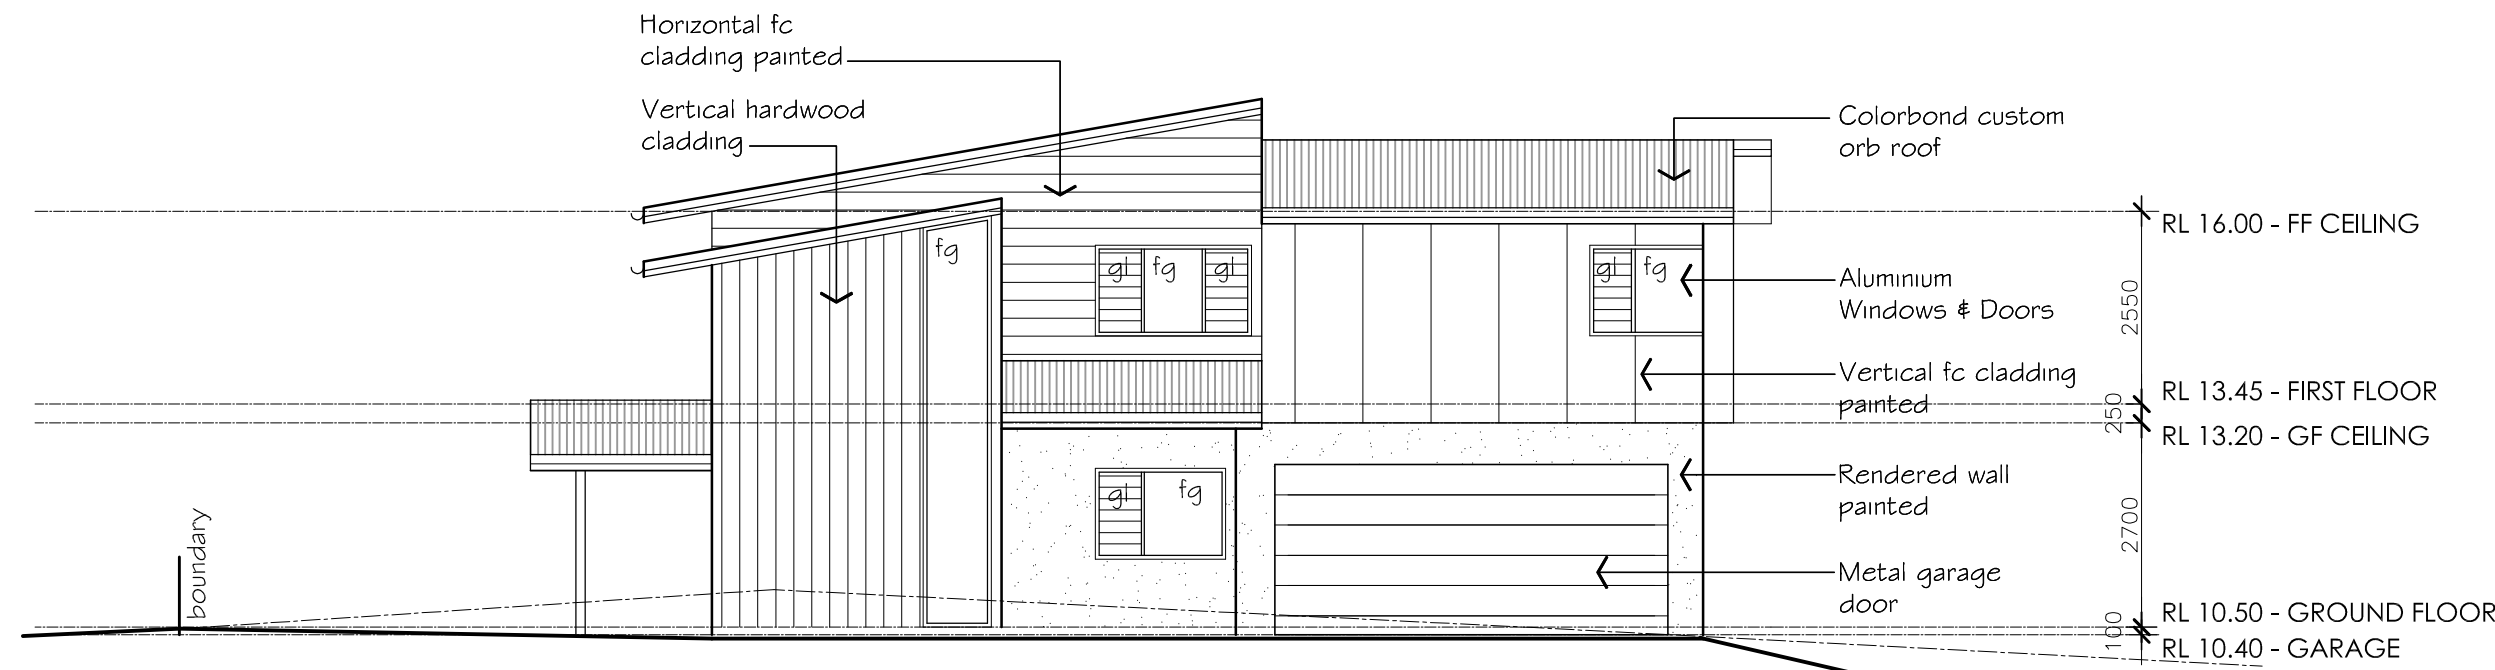 Horizontal fc
cladding painted
Vertical hardwood
cladding
Colorbond custom
orb roof
RL 16.00 - FF CEILING
fg
gl fg gl
gl fg
Aluminium
Windows & Doors
2550
Vertical fc cladding
painted
RL 13.45 - FIRST FLOOR
250
RL 13.20 - GF CEILING
Rendered wall
painted
gl fg
2700
boundary
Metal garage
door
RL 10.50 - GROUND FLOOR
100
RL 10.40 - GARAGE